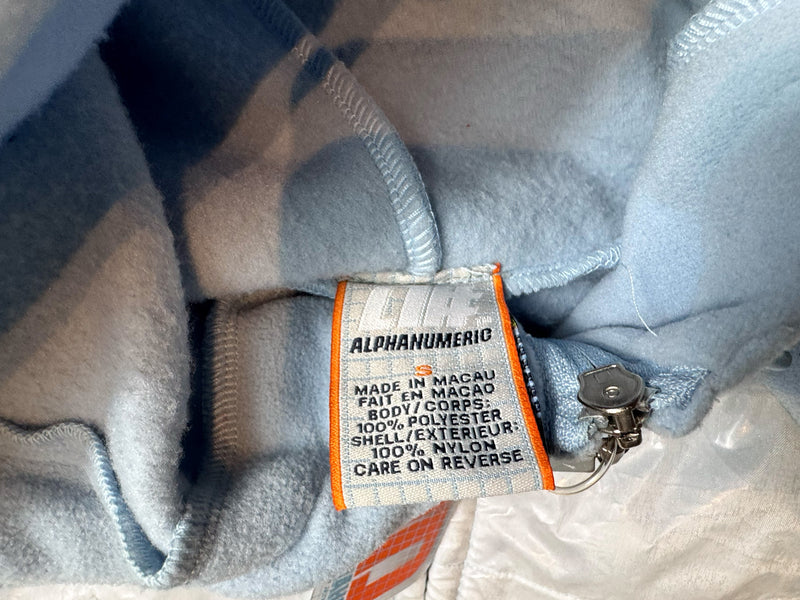 ALPHANUMERIC
S
MADE IN MACAU
FAIT EN MACAO
BODY/CORPS:
100% POLYESTER
SHELL/EXTERIEUR:
100% NYLON
CARE ON REVERSE